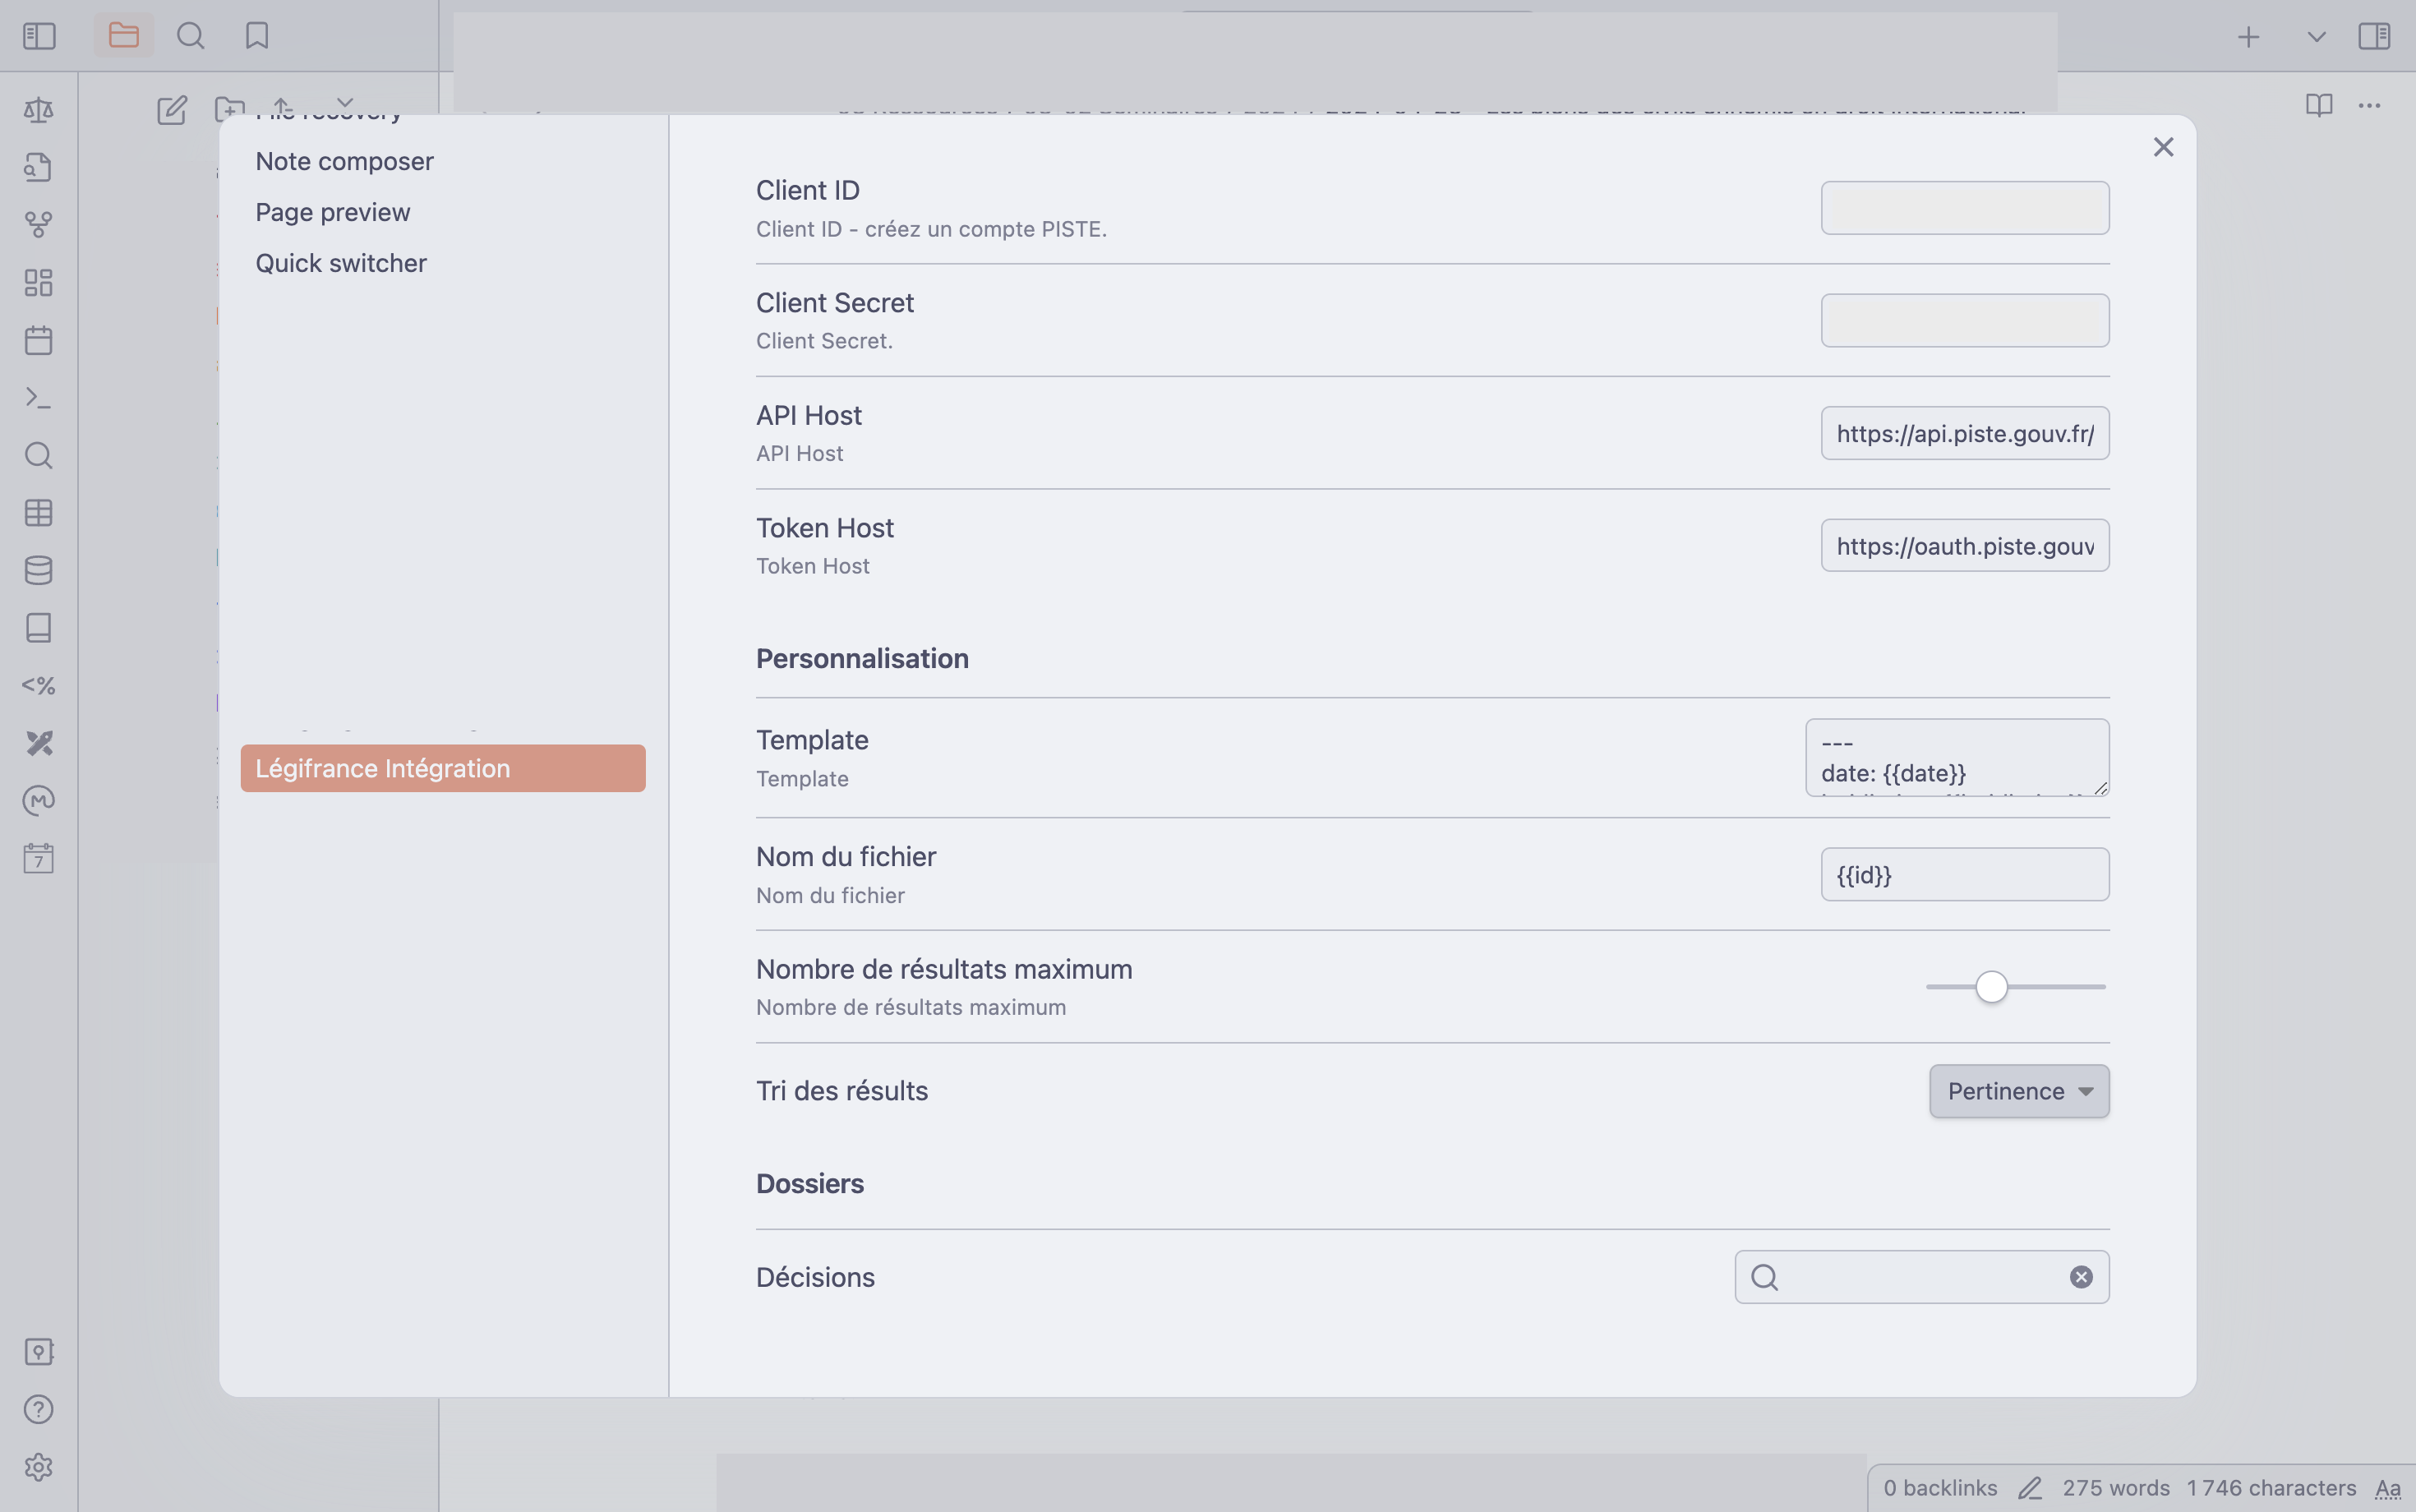 Note composer
Page preview
Quick switcher
Légifrance Intégration
Client ID
Client ID - créez un compte PISTE.
Client Secret
Client Secret.
API Host
API Host
https://api.piste.gouv.fr/
Token Host
Token Host
https://oauth.piste.gouv
Personnalisation
Template
Template
---
date: {{date}}
Nom du fichier
Nom du fichier
{{id}}
Nombre de résultats maximum
Nombre de résultats maximum
Tri des résults
Pertinence
Dossiers
Décisions
<%
7
0 backlinks 275 words 1 746 characters Aa